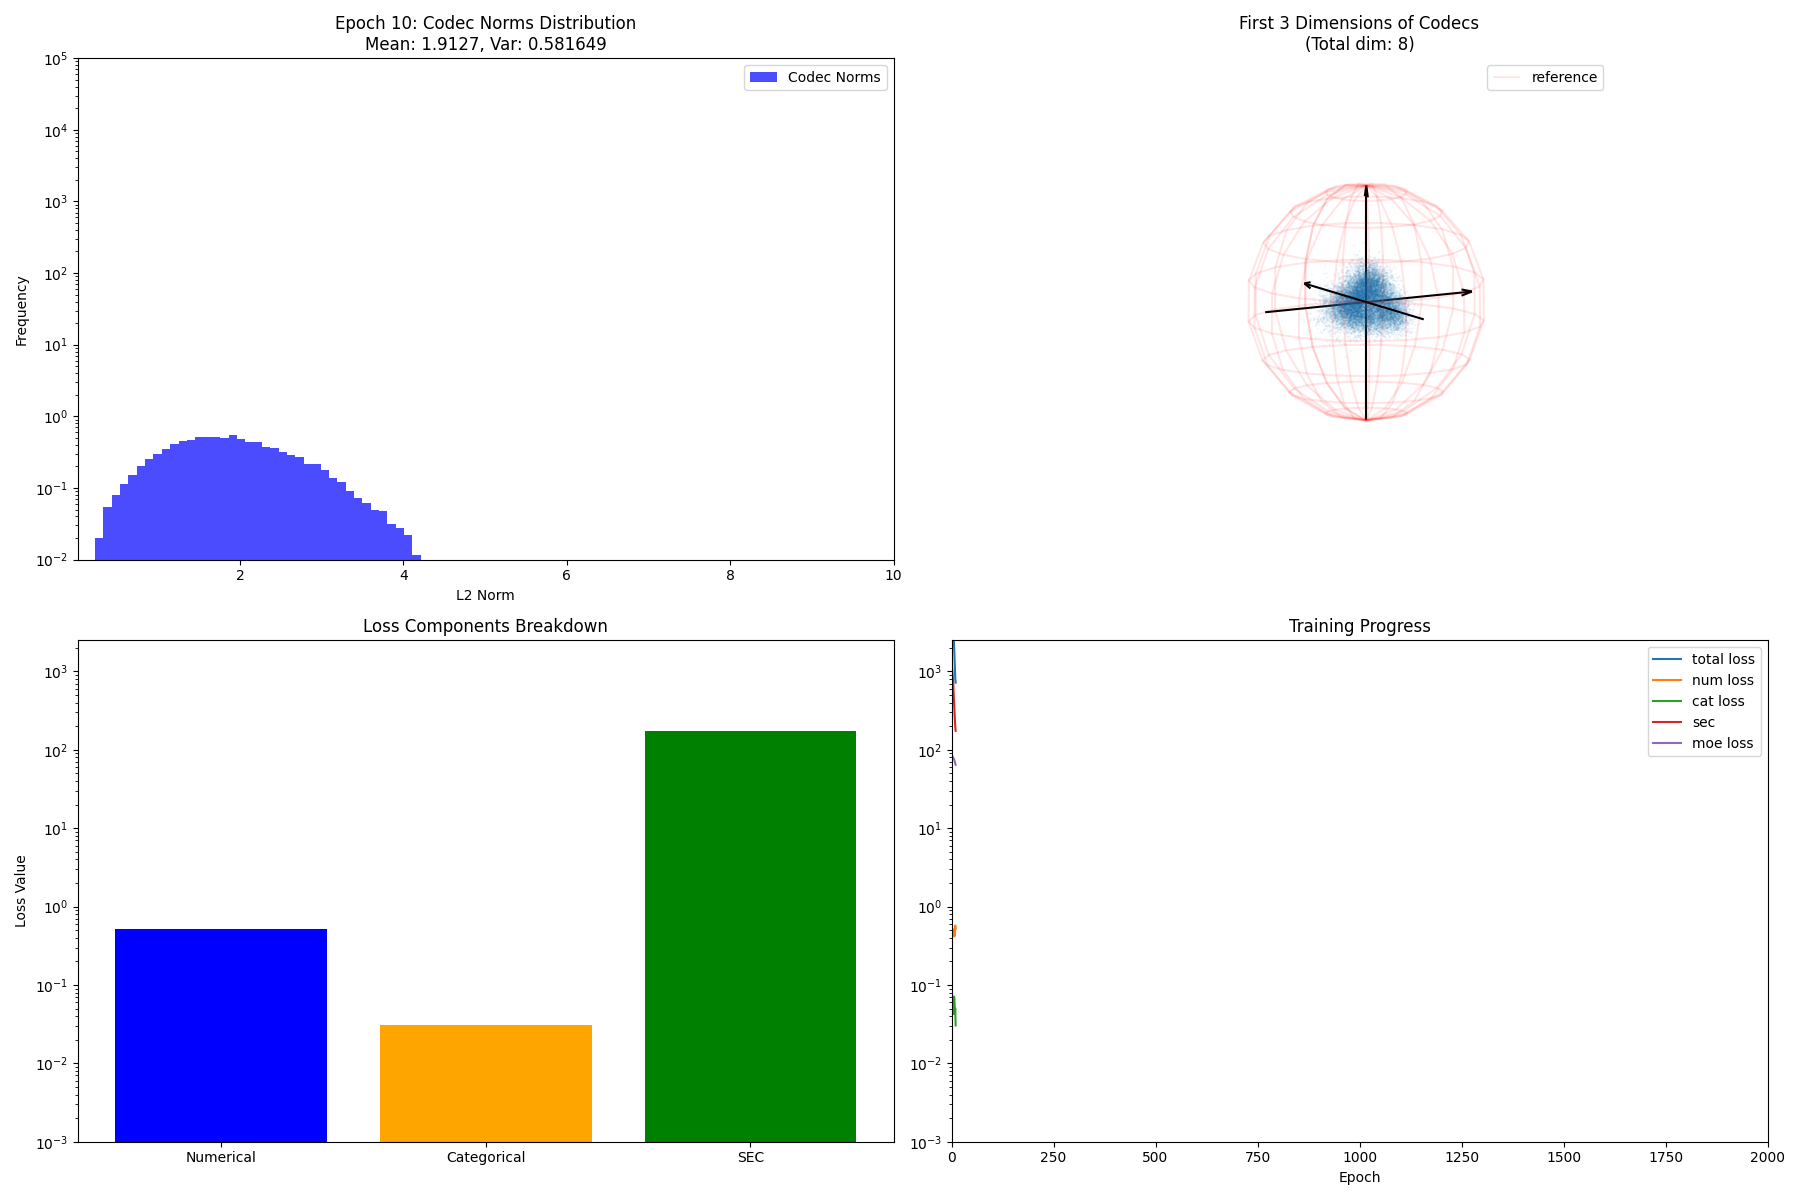 Epoch 10: Codec Norms Distribution
Mean: 1.9127, Var: 0.581649
Codec Norms
10^5
10^4
10^3
10^2
10^1
10^0
10^-1
10^-2
Frequency
2 4 6 8 10
L2 Norm
First 3 Dimensions of Codecs
(Total dim: 8)
reference
Loss Components Breakdown
10^3
10^2
10^1
10^0
10^-1
10^-2
10^-3
Loss Value
Numerical Categorical SEC
Training Progress
total loss
num loss
cat loss
sec
moe loss
10^3
10^2
10^1
10^0
10^-1
10^-2
10^-3
0 250 500 750 1000 1250 1500 1750 2000
Epoch